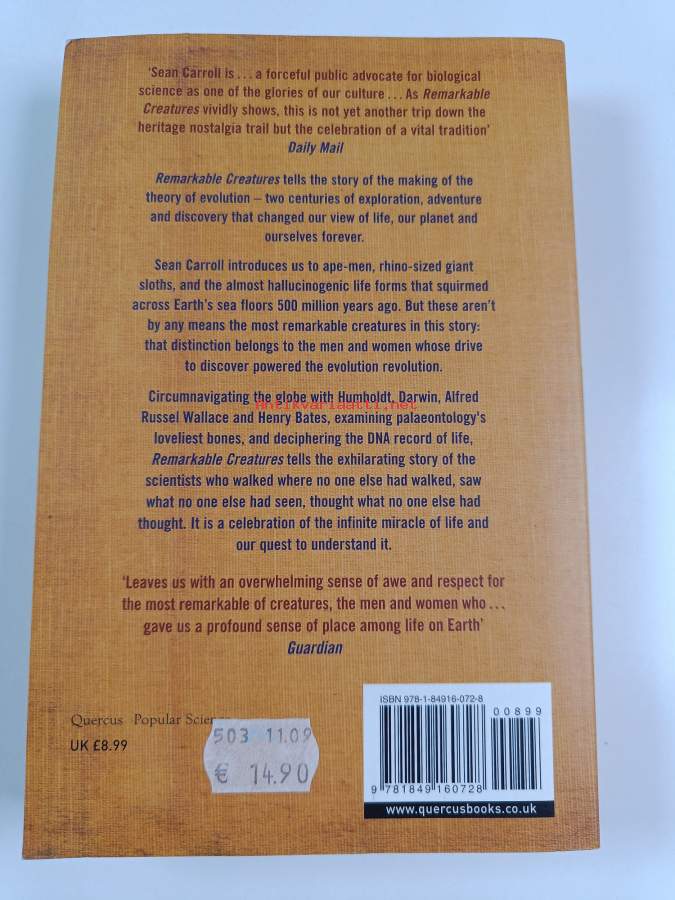 ‘Sean Carroll is ... a forceful public advocate for biological
science as one of the glories of our culture ... As Remarkable
Creatures vividly shows, this is not yet another trip down the
heritage nostalgia trail but the celebration of a vital tradition’
Daily Mail
Remarkable Creatures tells the story of the making of the
theory of evolution – two centuries of exploration, adventure
and discovery that changed our view of life, our planet and
ourselves forever.
Sean Carroll introduces us to ape-men, rhino-sized giant
sloths, and the almost hallucinogenic life forms that squirmed
across Earth’s sea floors 500 million years ago. But these aren’t
by any means the most remarkable creatures in this story:
that distinction belongs to the men and women whose drive
to discover powered the evolution revolution.
Circumnavigating the globe with Humboldt, Darwin, Alfred
Antikvariaatti.net
Russel Wallace and Henry Bates, examining palaeontology's
loveliest bones, and deciphering the DNA record of life,
Remarkable Creatures tells the exhilarating story of the
scientists who walked where no one else had walked, saw
what no one else had seen, thought what no one else had
thought. It is a celebration of the infinite miracle of life and
our quest to understand it.
‘Leaves us with an overwhelming sense of awe and respect for
the most remarkable of creatures, the men and women who ...
gave us a profound sense of place among life on Earth’
Guardian
ISBN 978-1-84916-072-8
00899
Quercus Popular
UK £8.99
503 11.09
€ 14.90
9 781849 160728
www.quercusbooks.co.uk